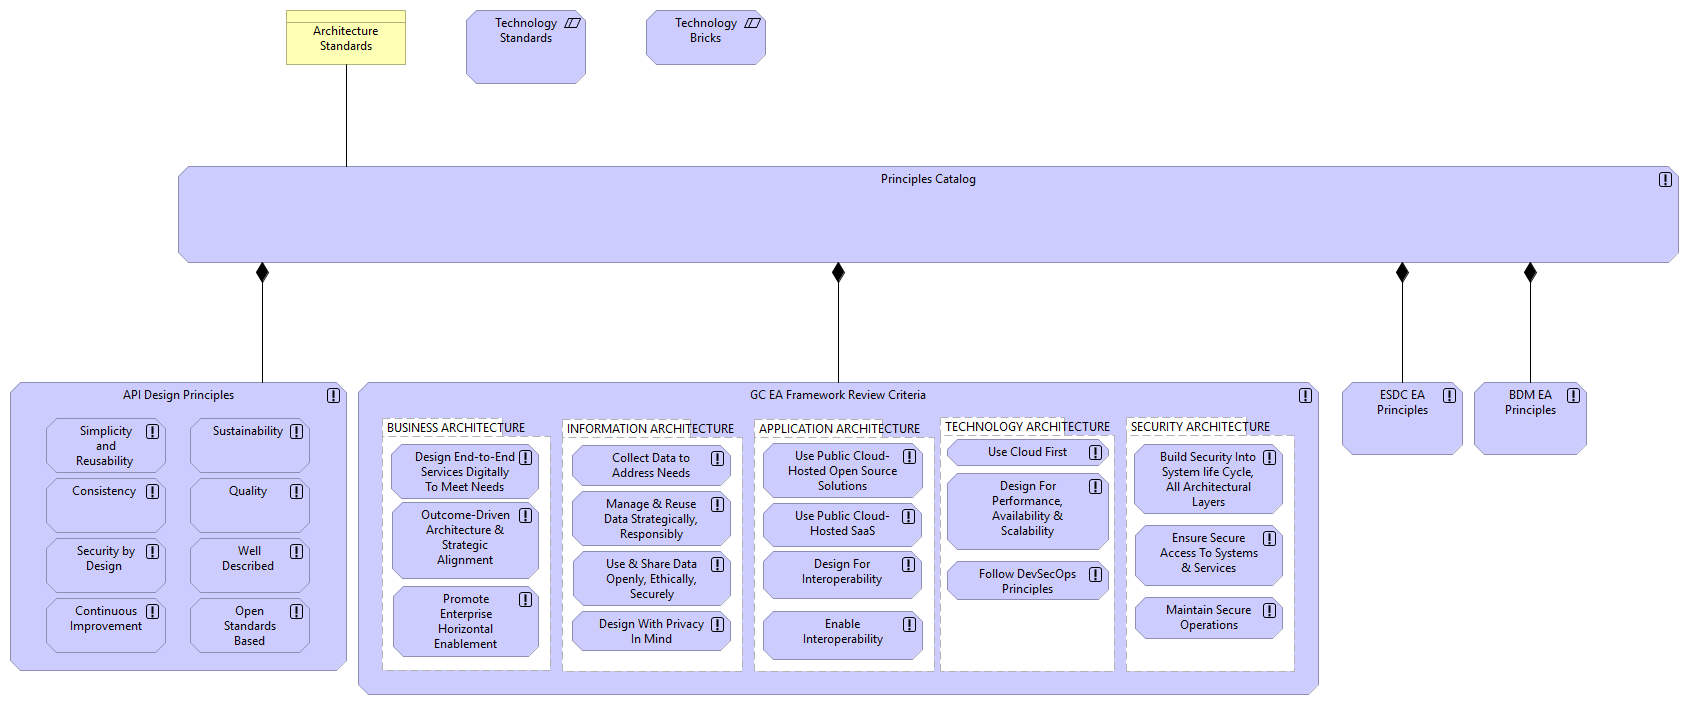 Architecture
Standards
Technology
Standards
Technology
Bricks
Principles Catalog
API Design Principles
Simplicity
and
Reusability
Sustainability
Consistency
Quality
Security by
Design
Well
Described
Continuous
Improvement
Open
Standards
Based
GC EA Framework Review Criteria
BUSINESS ARCHITECTURE
Design End-to-End
Services Digitally
To Meet Needs
Outcome-Driven
Architecture &
Strategic
Alignment
Promote
Enterprise
Horizontal
Enablement
INFORMATION ARCHITECTURE
Collect Data to
Address Needs
Manage & Reuse
Data Strategically,
Responsibly
Use & Share Data
Openly, Ethically,
Securely
Design With Privacy
In Mind
APPLICATION ARCHITECTURE
Use Public Cloud-
Hosted Open Source
Solutions
Use Public Cloud-
Hosted SaaS
Design For
Interoperability
Enable
Interoperability
TECHNOLOGY ARCHITECTURE
Use Cloud First
Design For
Performance,
Availability &
Scalability
Follow DevSecOps
Principles
SECURITY ARCHITECTURE
Build Security Into
System life Cycle,
All Architectural
Layers
Ensure Secure
Access To Systems
& Services
Maintain Secure
Operations
ESDC EA
Principles
BDM EA
Principles